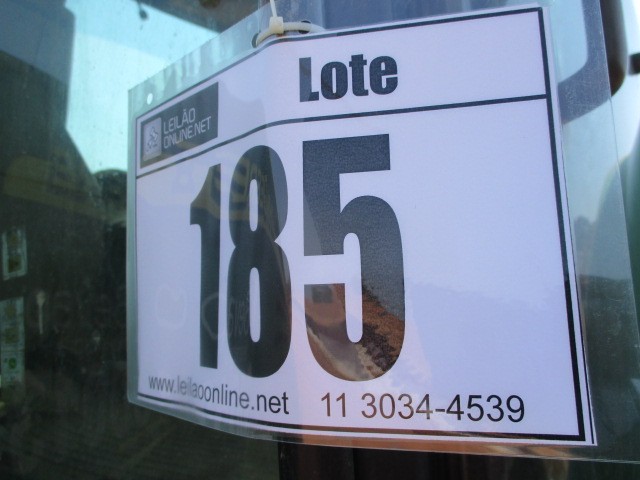 Lote
LEILÃO
ONLINE.NET
185
www.leilaoonline.net 11 3034-4539